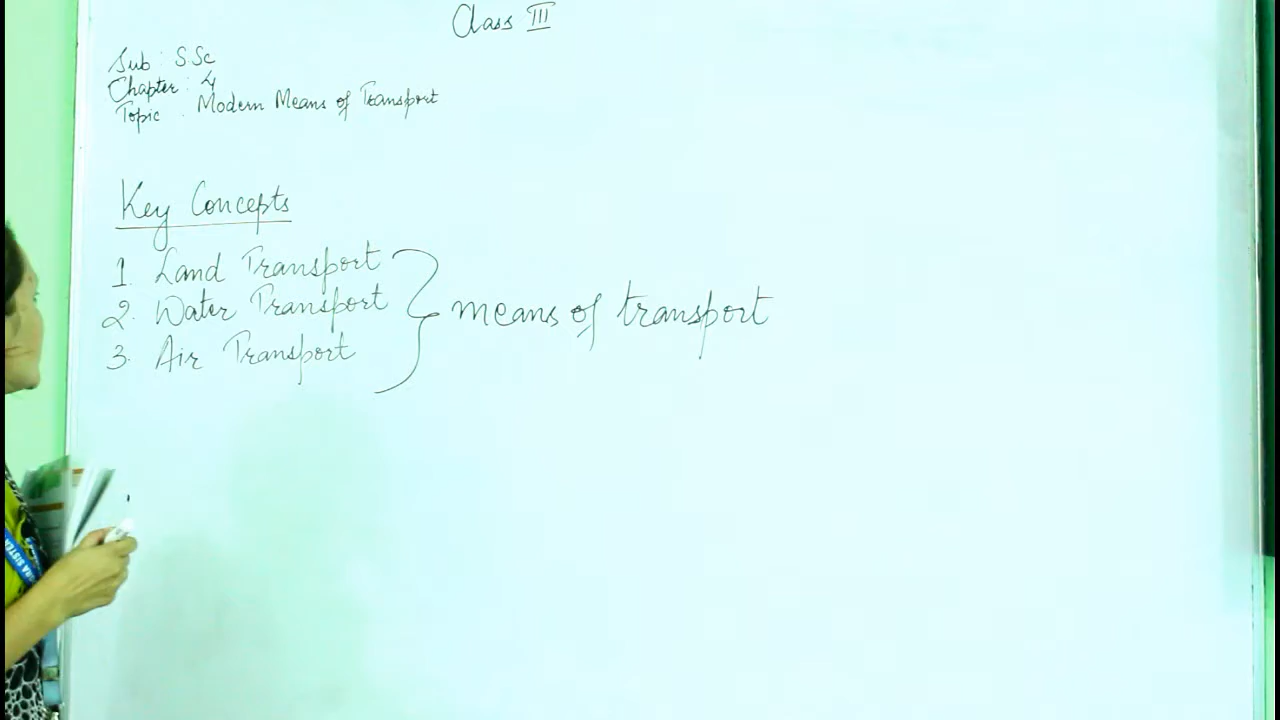 Class III
Sub : SSc
Chapter : 4
Topic : Modern Means of Transport
Key Concepts
1. Land Transport
2. Water Transport
3. Air Transport
means of transport